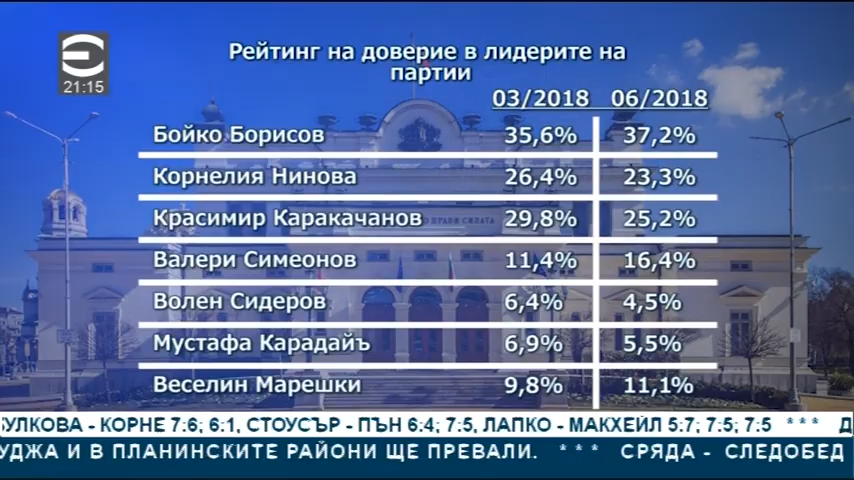 Э
21:15
Рейтинг на доверие в лидерите на
партии
03/2018 06/2018
Бойко Борисов 35,6% 37,2%
Корнелия Нинова 26,4% 23,3%
Красимир Каракачанов 29,8% 25,2%
Валери Симеонов 11,4% 16,4%
Волен Сидеров 6,4% 4,5%
Мустафа Карадайъ 6,9% 5,5%
Веселин Марешки 9,8% 11,1%
БУЛКОВА - КОРНЕ 7:6; 6:1, СТОУСЪР - ПЪН 6:4; 7:5, ЛАПКО - МАКХЕЙЛ 5:7; 7:5; 7:5 * * * Д
УДЖА И В ПЛАНИНСКИТЕ РАЙОНИ ЩЕ ПРЕВАЛИ. * * * СРЯДА - СЛЕДОБЕД